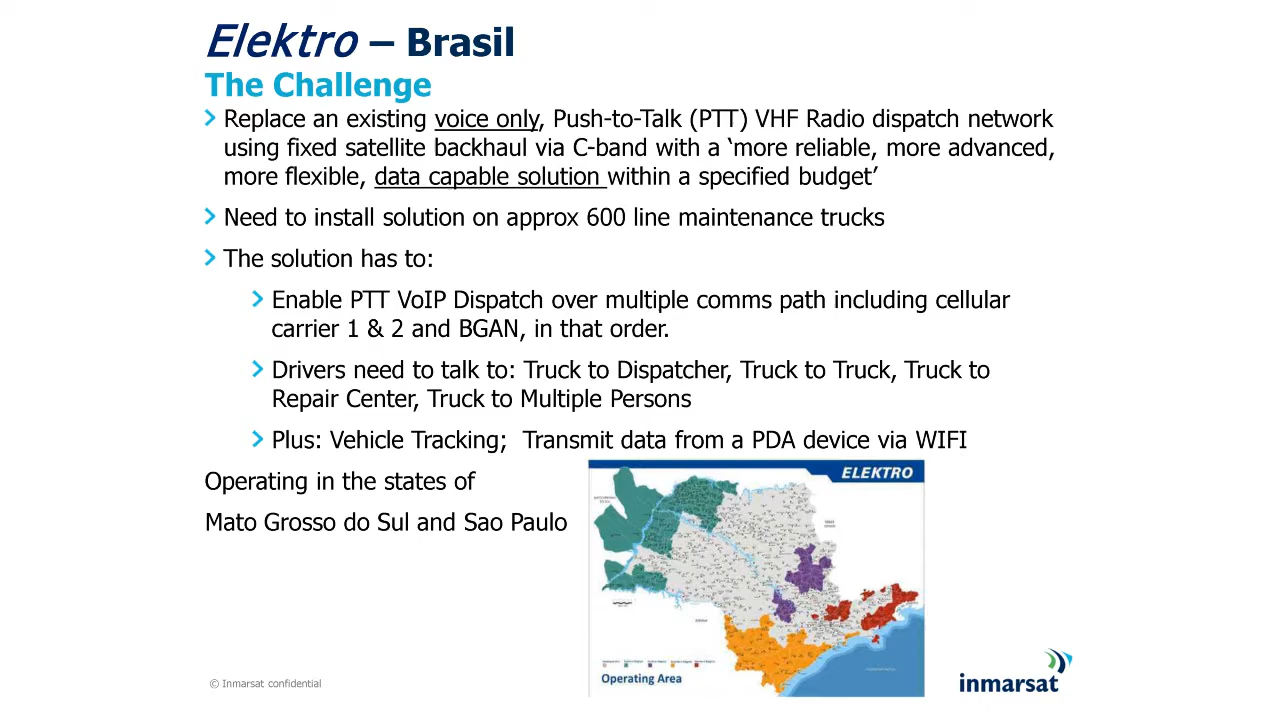 Elektro – Brasil
The Challenge
Replace an existing voice only, Push-to-Talk (PTT) VHF Radio dispatch network
using fixed satellite backhaul via C-band with a ‘more reliable, more advanced,
more flexible, data capable solution within a specified budget’
Need to install solution on approx 600 line maintenance trucks
The solution has to:
Enable PTT VoIP Dispatch over multiple comms path including cellular
carrier 1 & 2 and BGAN, in that order.
Drivers need to talk to: Truck to Dispatcher, Truck to Truck, Truck to
Repair Center, Truck to Multiple Persons
Plus: Vehicle Tracking;  Transmit data from a PDA device via WIFI
Operating in the states of
Mato Grosso do Sul and Sao Paulo
ELEKTRO
Operating Area
© Inmarsat confidential
inmarsat